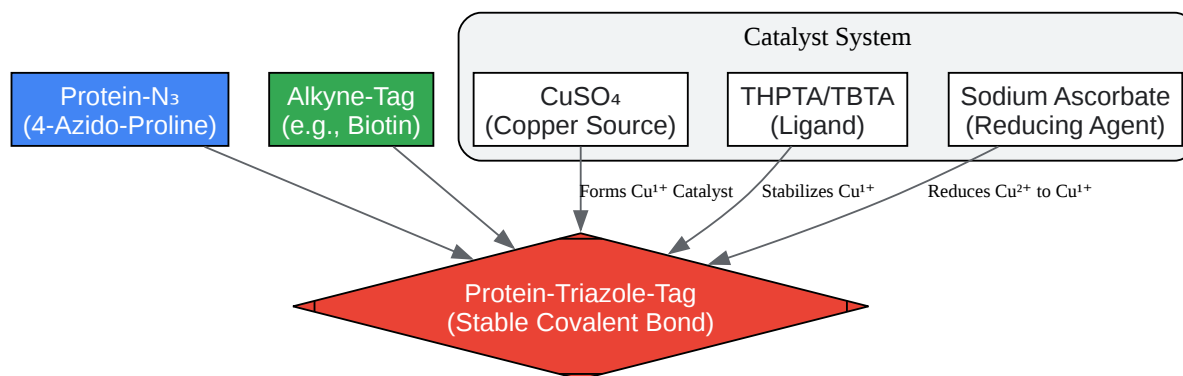 Catalyst System
Protein-N₃
(4-Azido-Proline)
Alkyne-Tag
(e.g., Biotin)
CuSO₄
(Copper Source)
THPTA/TBTA
(Ligand)
Sodium Ascorbate
(Reducing Agent)
Forms Cu¹⁺ Catalyst
Stabilizes Cu¹⁺
Reduces Cu²⁺ to Cu¹⁺
Protein-Triazole-Tag
(Stable Covalent Bond)